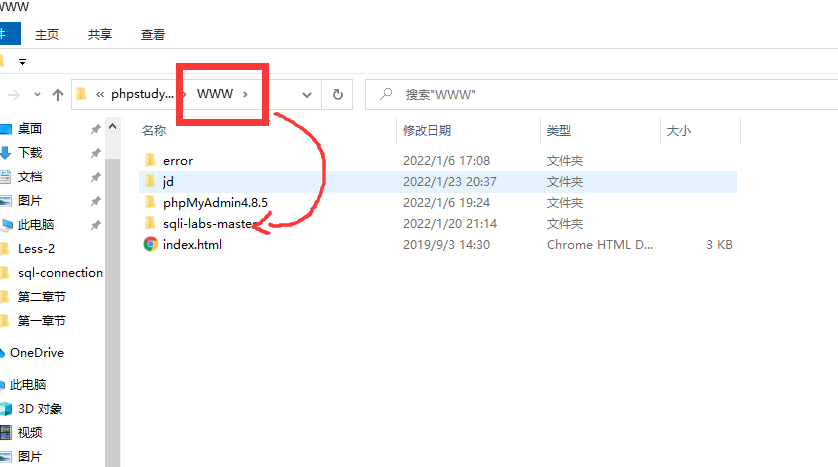 WWW
主页 共享 查看
« phpstudy... › WWW › 搜索"WWW"
名称 修改日期 类型 大小
error 2022/1/6 17:08 文件夹
jd 2022/1/23 20:37 文件夹
phpMyAdmin4.8.5 2022/1/6 19:24 文件夹
sqli-labs-master 2022/1/20 21:14 文件夹
index.html 2019/9/3 14:30 Chrome HTML D... 3 KB
桌面
下载
文档
图片
此电脑
Less-2
sql-connection
第二章节
第一章节
OneDrive
此电脑
3D 对象
视频
图片